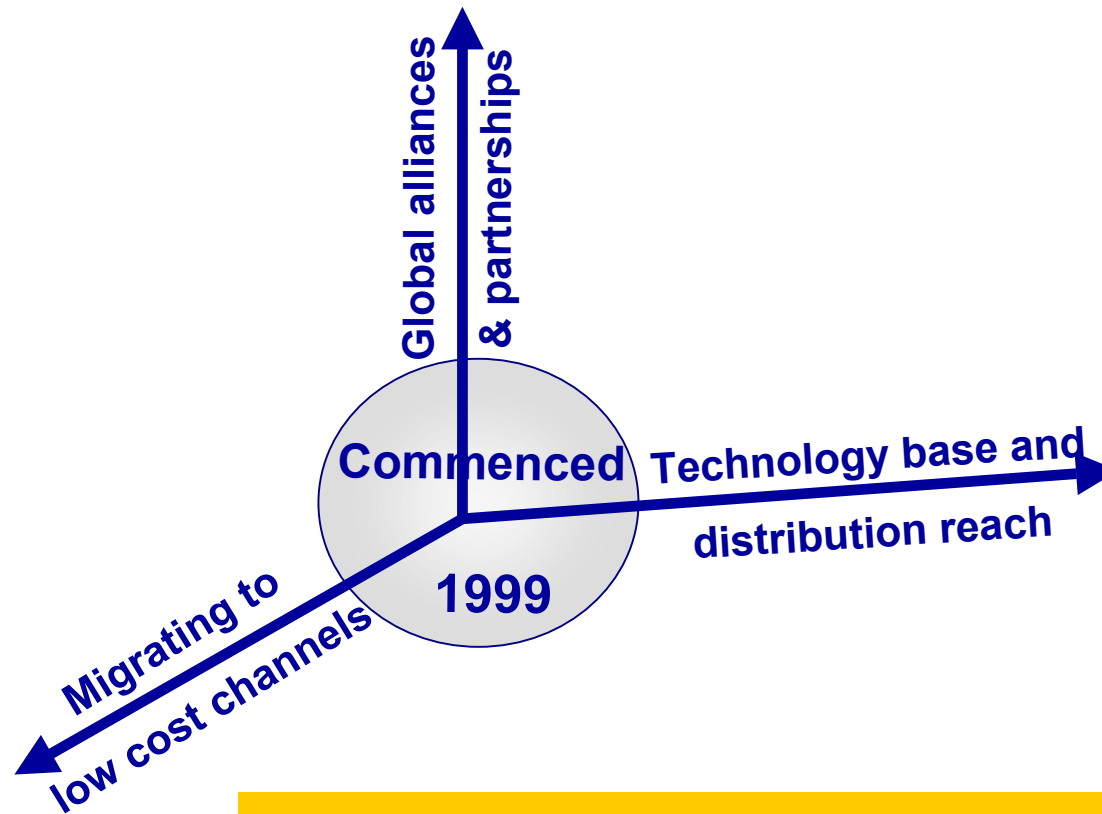 Global alliances
& partnerships
Commenced
1999
Technology base and
distribution reach
Migrating to
low cost channels